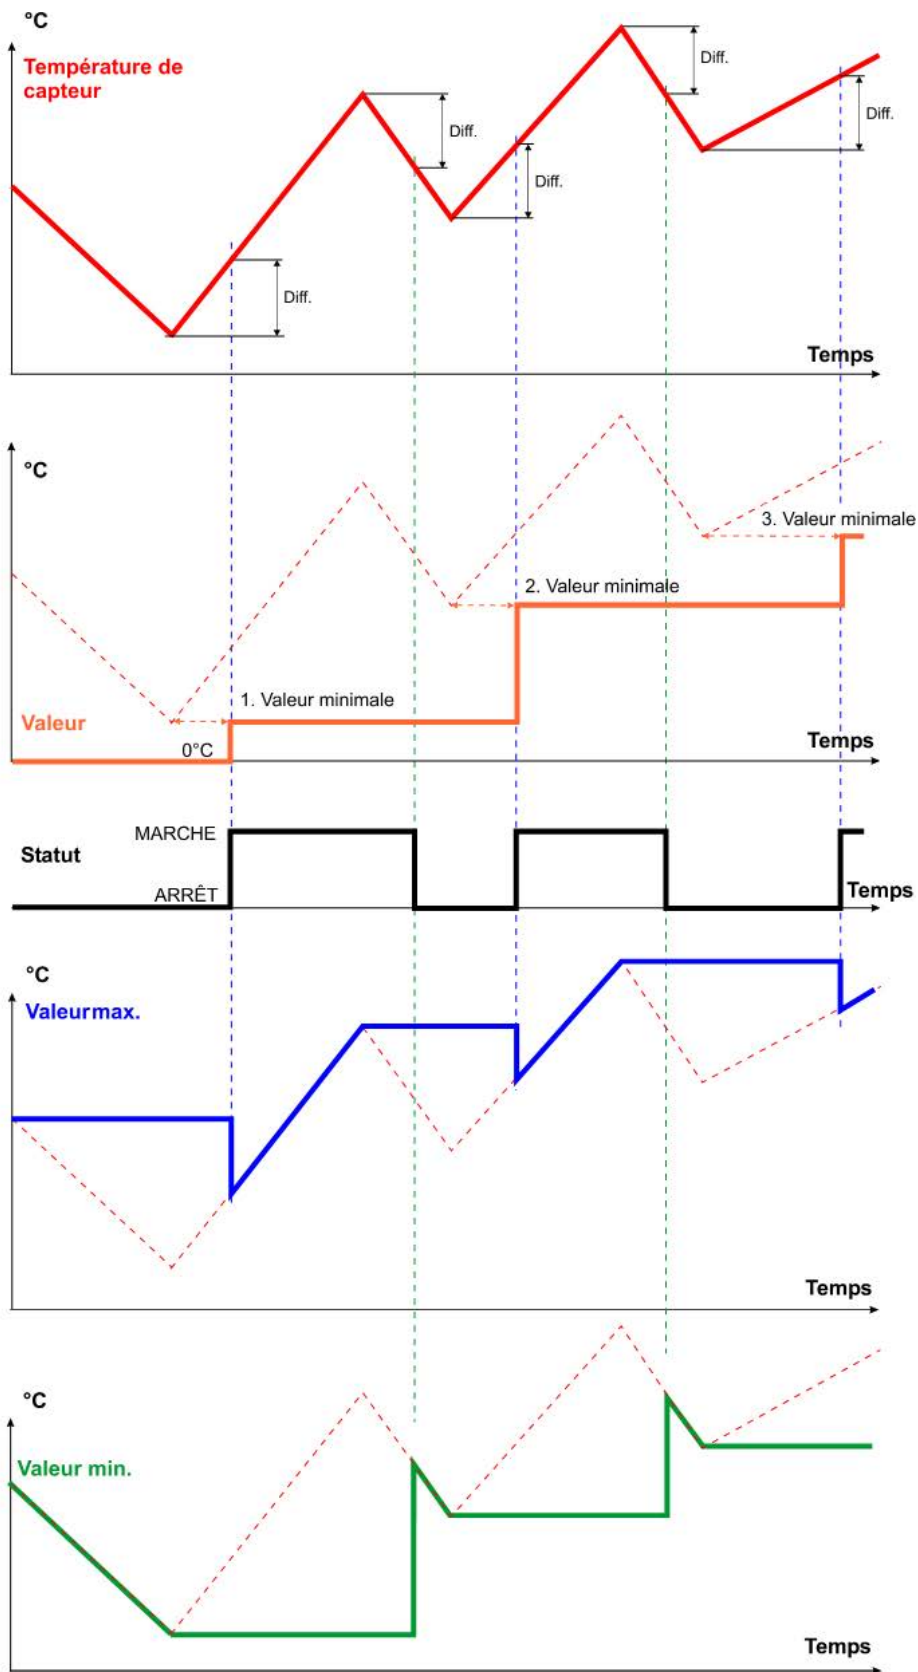 °C
Température de
capteur
Diff.
Diff.
Diff.
Diff.
Diff.
Temps
°C
3. Valeur minimale
2. Valeur minimale
1. Valeur minimale
Valeur
0°C
Temps
MARCHE
Statut
ARRÊT
Temps
°C
Valeurmax.
Temps
°C
Valeur min.
Temps